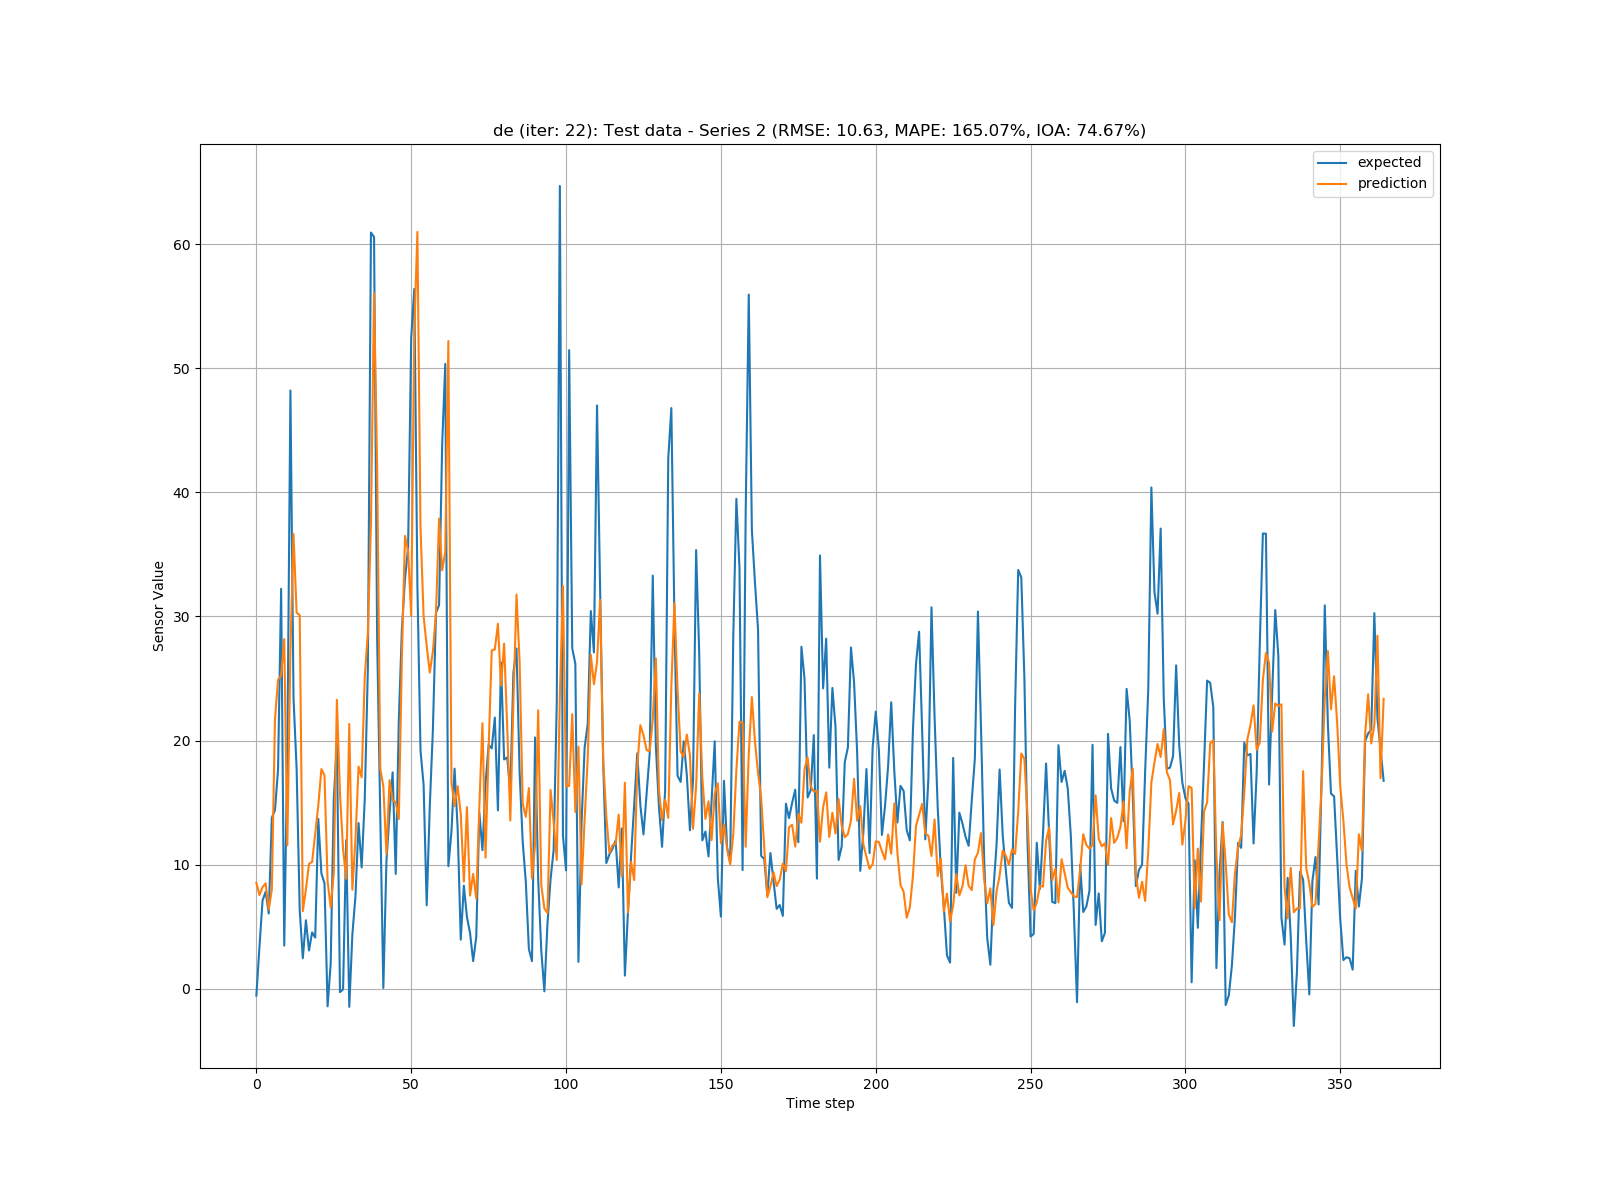 de (iter: 22): Test data - Series 2 (RMSE: 10.63, MAPE: 165.07%, IOA: 74.67%)
expected
prediction
60
50
40
30
20
10
0
Sensor Value
0 50 100 150 200 250 300 350
Time step